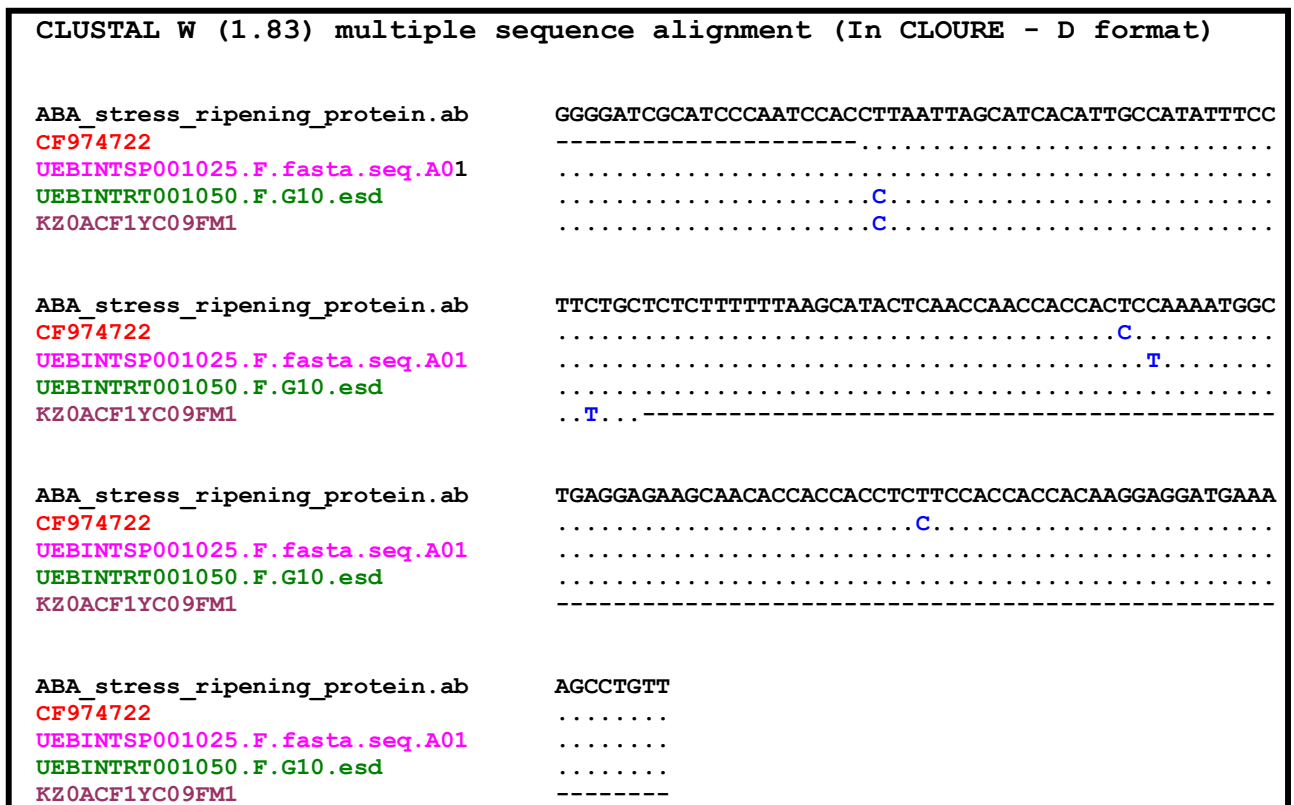 CLUSTAL W (1.83) multiple sequence alignment (In CLOURE - D format)
ABA_stress_ripening_protein.ab GGGGATCGCATCCCAATCCACCTTAATTAGCATCACATTGCCATATTTCC
CF974722 ---------------------.............................
UEBINTSP001025.F.fasta.seq.A01 ..................................................
UEBINTRT001050.F.G10.esd ......................C...........................
KZ0ACF1YC09FM1 ......................C...........................
ABA_stress_ripening_protein.ab TTCTGCTCTCTTTTTTAAGCATACTCAACCAACCACCACTCCAAAATGGC
CF974722 .......................................C..........
UEBINTSP001025.F.fasta.seq.A01 .........................................T........
UEBINTRT001050.F.G10.esd ..................................................
KZ0ACF1YC09FM1 ..T...--------------------------------------------
ABA_stress_ripening_protein.ab TGAGGAGAAGCAACACCACCACCTCTTCCACCACCACAAGGAGGATGAAA
CF974722 .........................C........................
UEBINTSP001025.F.fasta.seq.A01 ..................................................
UEBINTRT001050.F.G10.esd ..................................................
KZ0ACF1YC09FM1 --------------------------------------------------
ABA_stress_ripening_protein.ab AGCCTGTT
CF974722 ........
UEBINTSP001025.F.fasta.seq.A01 ........
UEBINTRT001050.F.G10.esd ........
KZ0ACF1YC09FM1 --------